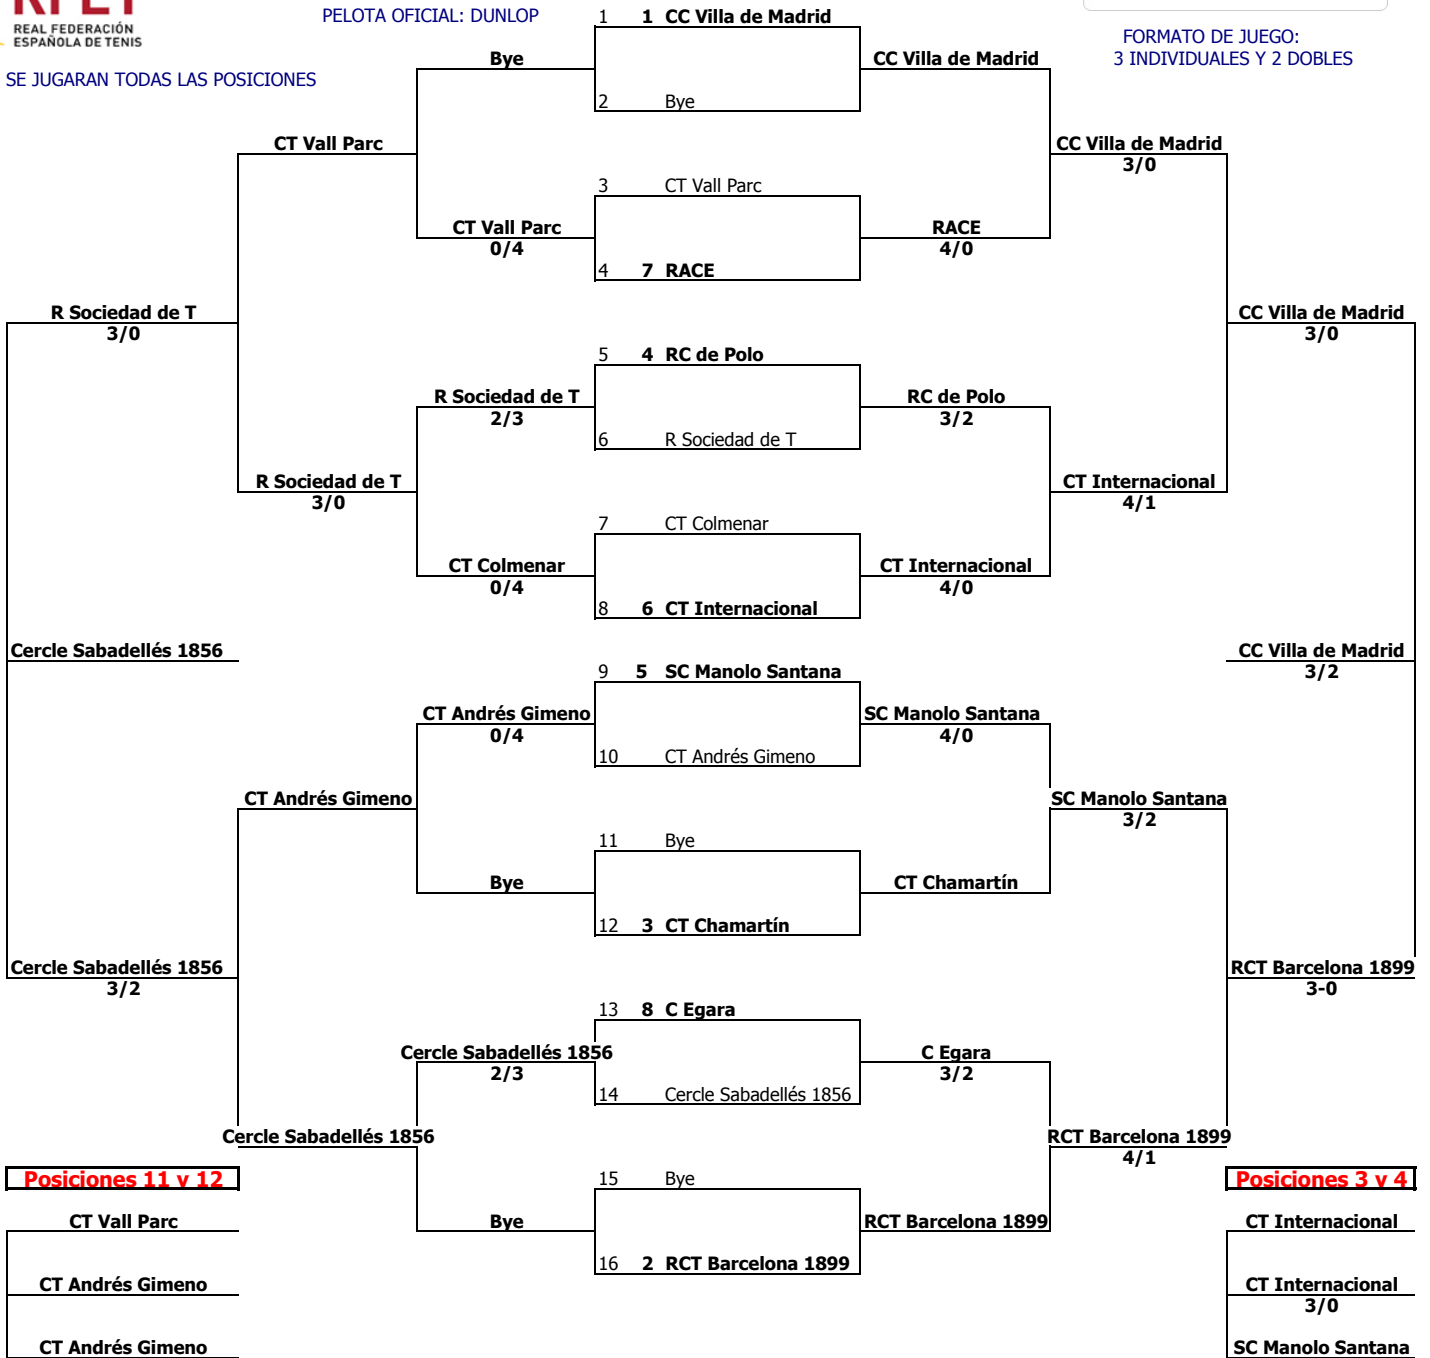 RFET
REAL FEDERACIÓN
ESPAÑOLA DE TENIS
PELOTA OFICIAL: DUNLOP
SE JUGARAN TODAS LAS POSICIONES
FORMATO DE JUEGO:
3 INDIVIDUALES Y 2 DOBLES
1 1 CC Villa de Madrid
Bye
CC Villa de Madrid
2 Bye
CT Vall Parc
CC Villa de Madrid
3/0
3 CT Vall Parc
CT Vall Parc
0/4
RACE
4/0
4 7 RACE
R Sociedad de T
3/0
CC Villa de Madrid
3/0
5 4 RC de Polo
R Sociedad de T
2/3
RC de Polo
3/2
6 R Sociedad de T
R Sociedad de T
3/0
CT Internacional
4/1
7 CT Colmenar
CT Colmenar
0/4
CT Internacional
4/0
8 6 CT Internacional
Cercle Sabadellés 1856
CC Villa de Madrid
3/2
9 5 SC Manolo Santana
CT Andrés Gimeno
0/4
SC Manolo Santana
4/0
10 CT Andrés Gimeno
CT Andrés Gimeno
SC Manolo Santana
3/2
11 Bye
Bye
CT Chamartín
12 3 CT Chamartín
Cercle Sabadellés 1856
3/2
RCT Barcelona 1899
3-0
13 8 C Egara
Cercle Sabadellés 1856
2/3
C Egara
3/2
14 Cercle Sabadellés 1856
Cercle Sabadellés 1856
RCT Barcelona 1899
4/1
15 Bye
Bye
RCT Barcelona 1899
16 2 RCT Barcelona 1899
Posiciones 11 y 12
CT Vall Parc
CT Andrés Gimeno
CT Andrés Gimeno
Posiciones 3 y 4
CT Internacional
CT Internacional
3/0
SC Manolo Santana